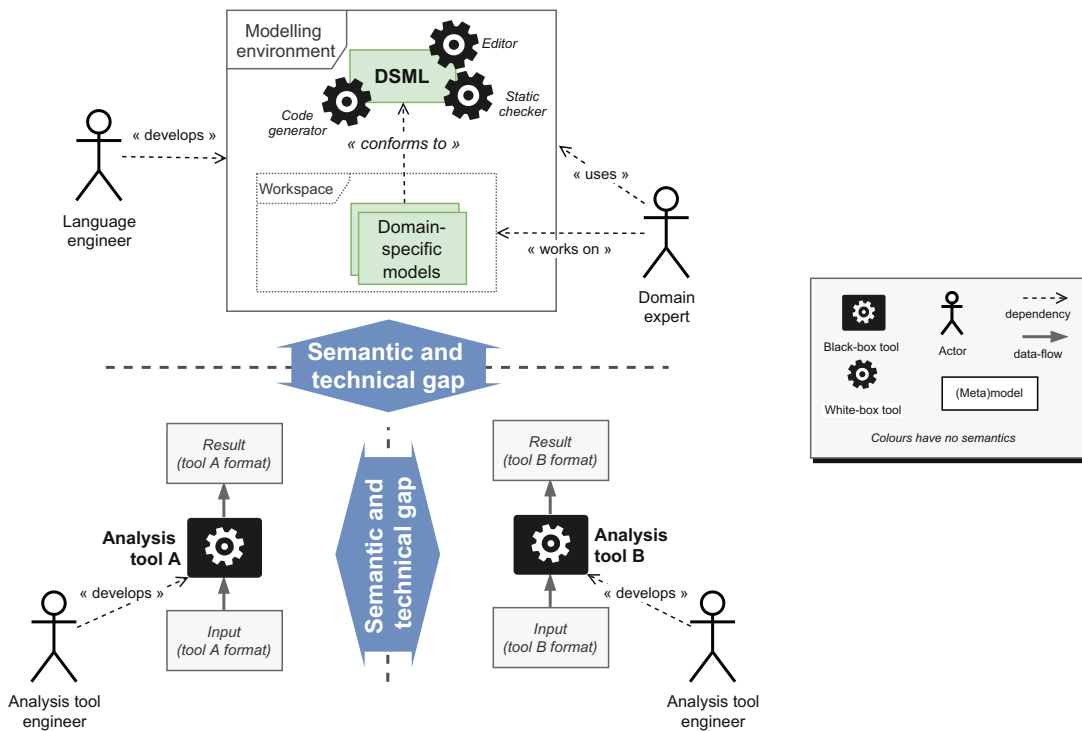 Modelling
environment
Editor
DSML
Static
checker
Code
generator
« develops »
« conforms to »
« uses »
Workspace
Language
engineer
Domain-
specific
models
« works on »
Domain
expert
Semantic and
technical gap
Black-box tool
Actor
dependency
data-flow
White-box tool
(Meta)model
Colours have no semantics
Result
(tool A format)
Result
(tool B format)
Semantic and
technical gap
Analysis
tool A
Analysis
tool B
« develops »
« develops »
Input
(tool A format)
Input
(tool B format)
Analysis tool
engineer
Analysis tool
engineer